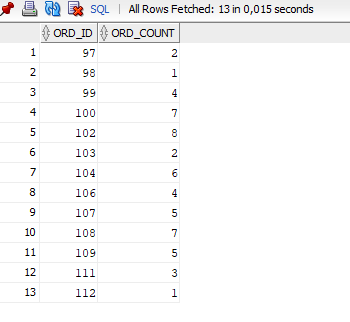 SQL | All Rows Fetched: 13 in 0,015 seconds
ORD_ID ORD_COUNT
1 97 2
2 98 1
3 99 4
4 100 7
5 102 8
6 103 2
7 104 6
8 106 4
9 107 5
10 108 7
11 109 5
12 111 3
13 112 1